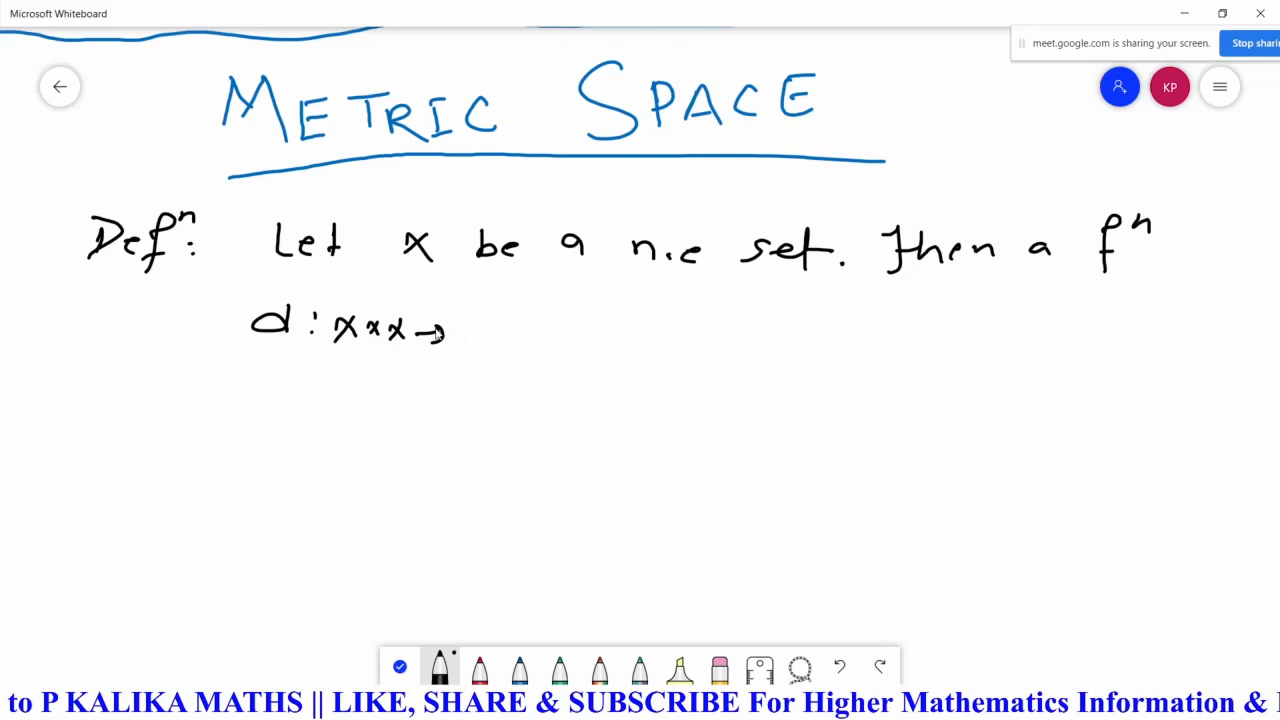 Microsoft Whiteboard
meet.google.com is sharing your screen.
Stop shari
METRIC SPACE
KP
Defⁿ: Let X be a n.e set. Then a fⁿ
d : X × X →
to P KALIKA MATHS || LIKE, SHARE & SUBSCRIBE For Higher Mathematics Information &